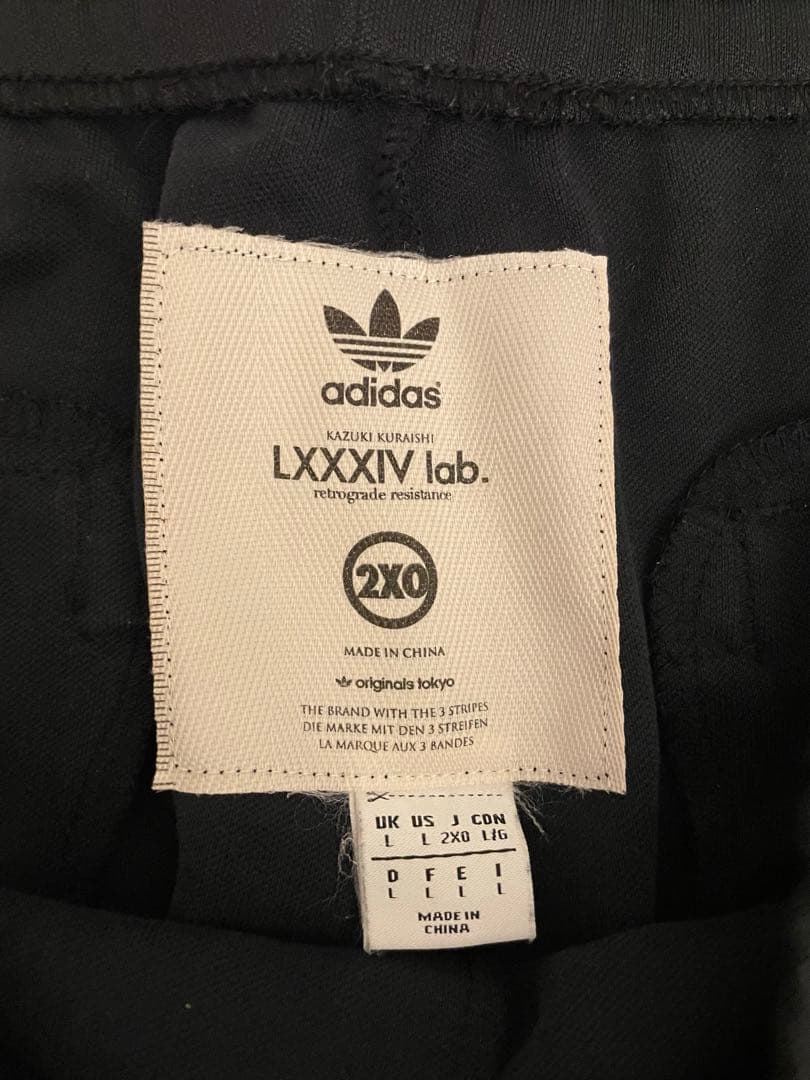 adidas
KAZUKI KURAISHI
LXXXIV lab.
retrograde resistance
2XO
MADE IN CHINA
originals tokyo
THE BRAND WITH THE 3 STRIPES
DIE MARKE MIT DEN 3 STREIFEN
LA MARQUE AUX 3 BANDES
UK US J CDN
L L 2XO L/G
D F E I
L L L L
MADE IN
CHINA